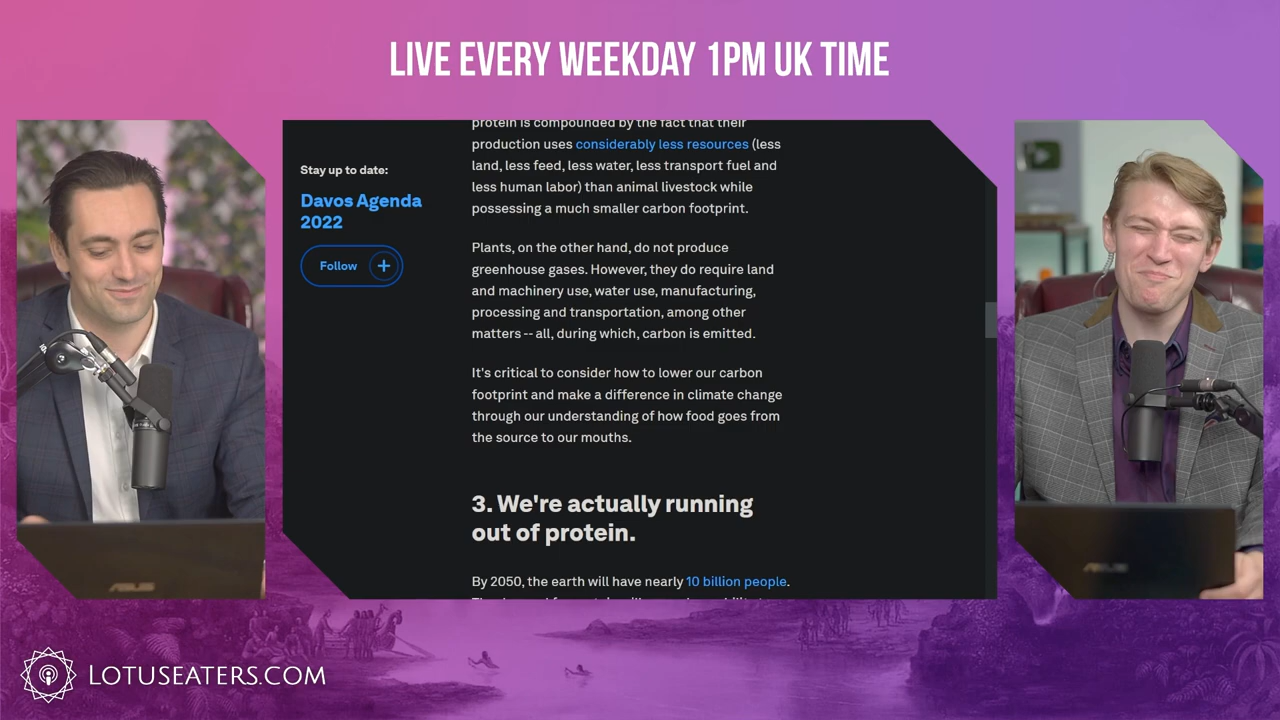 LIVE EVERY WEEKDAY 1PM UK TIME
Stay up to date:
Davos Agenda
2022
Follow +
protein is compounded by the fact that their
production uses considerably less resources (less
land, less feed, less water, less transport fuel and
less human labor) than animal livestock while
possessing a much smaller carbon footprint.
Plants, on the other hand, do not produce
greenhouse gases. However, they do require land
and machinery use, water use, manufacturing,
processing and transportation, among other
matters -- all, during which, carbon is emitted.
It's critical to consider how to lower our carbon
footprint and make a difference in climate change
through our understanding of how food goes from
the source to our mouths.
3. We're actually running
out of protein.
By 2050, the earth will have nearly 10 billion people.
ASUS
ASUS
LOTUSEATERS.COM